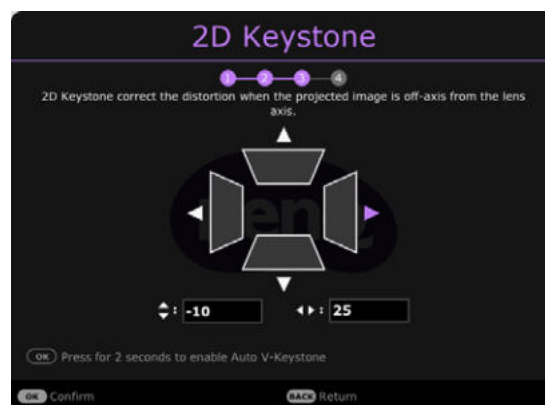 2D Keystone
1 2 3 4
2D Keystone correct the distortion when the projected image is off-axis from the lens
axis.
BenQ
: -10 : 25
OK Press for 2 seconds to enable Auto V-Keystone
OK Confirm BACK Return